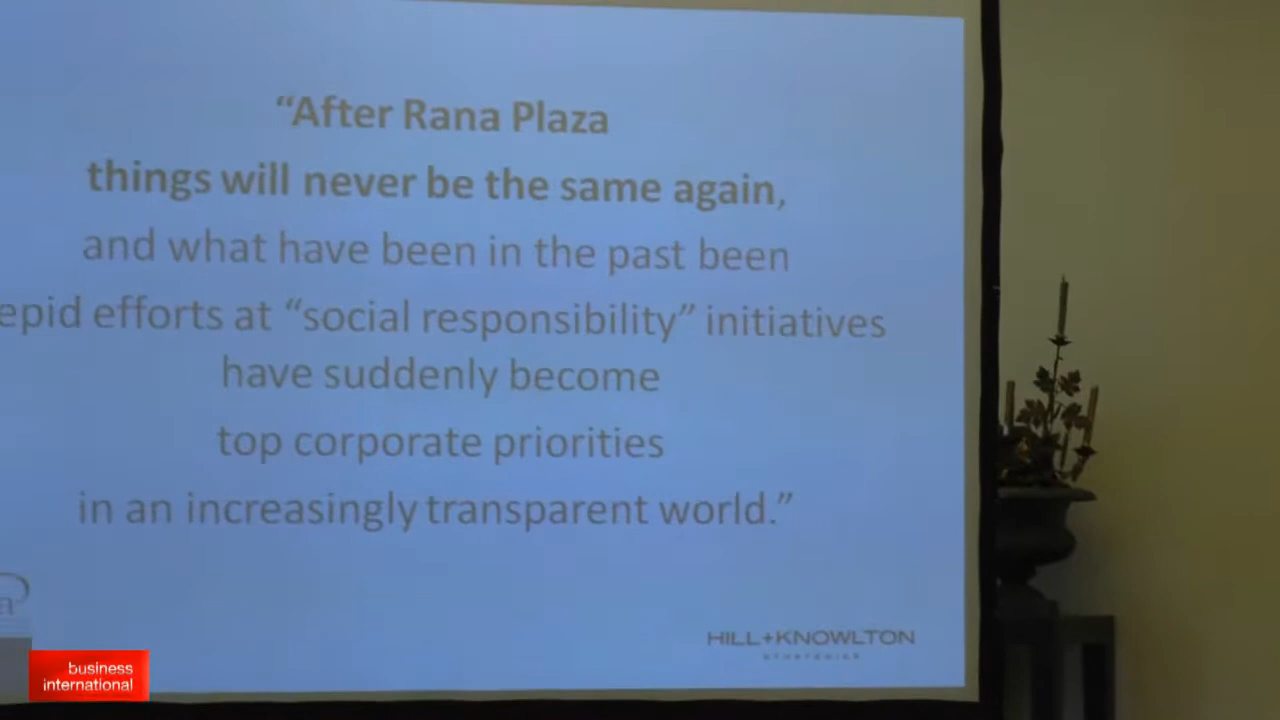 “After Rana Plaza
things will never be the same again,
and what have been in the past been
epid efforts at “social responsibility” initiatives
have suddenly become
top corporate priorities
in an increasingly transparent world.”
a
HILL+KNOWLTON
business
international